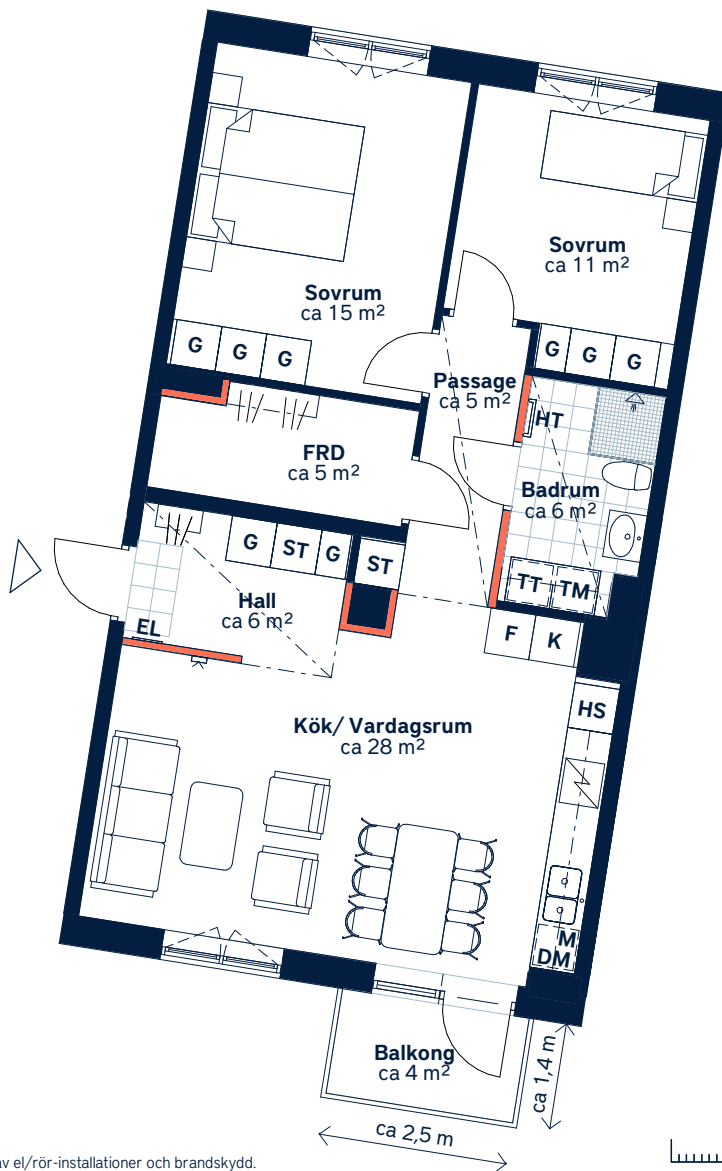 Sovrum
ca 11 m²
Sovrum
ca 15 m²
G G G
G G G
Passage
ca 5 m²
HT
FRD
ca 5 m²
Badrum
ca 6 m²
G ST G
ST
TT TM
Hall
ca 6 m²
EL
F K
HS
Kök/ Vardagsrum
ca 28 m²
M
DM
Balkong
ca 4 m²
ca 1,4 m
ca 2,5 m
av el/rör-installationer och brandskydd.